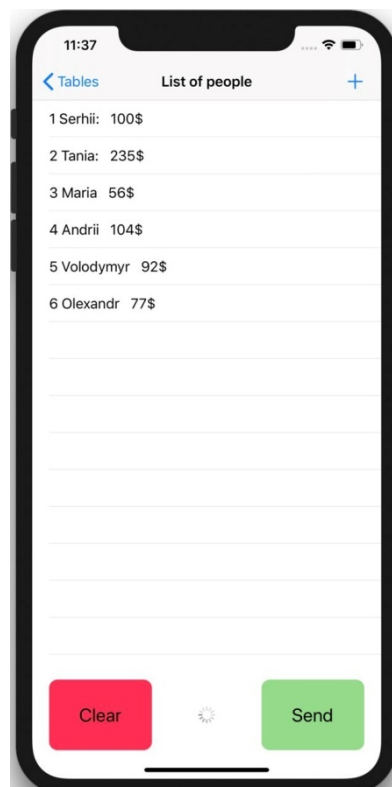 11:37
Tables List of people +
1 Serhii: 100$
2 Tania: 235$
3 Maria 56$
4 Andrii 104$
5 Volodymyr 92$
6 Olexandr 77$
Clear Send